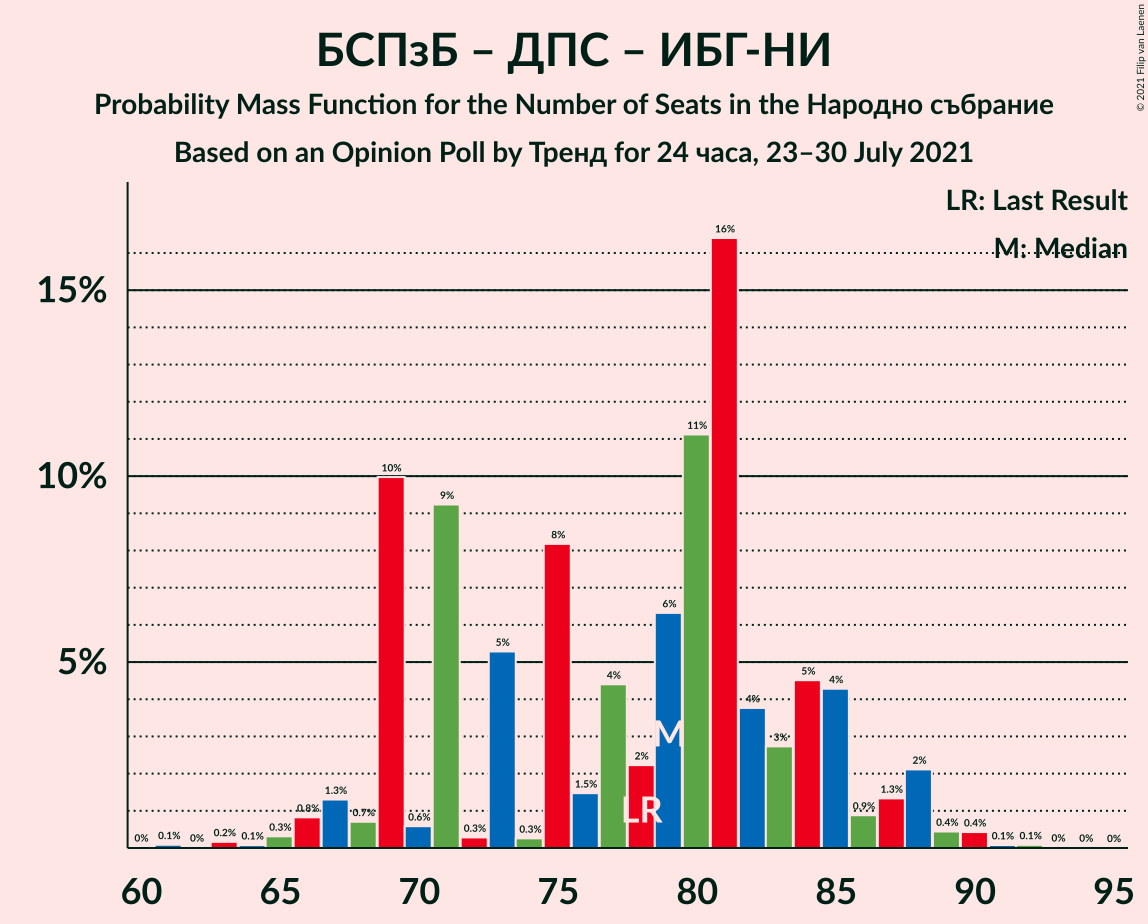 БСПзБ – ДПС – ИБГ-НИ
Probability Mass Function for the Number of Seats in the Народно събрание
Based on an Opinion Poll by Тренд for 24 часа, 23–30 July 2021
© 2021 Filip van Laenen
LR: Last Result
M: Median
15%
10%
5%
0% 0.1% 0% 0.2% 0.1% 0.3% 0.8% 1.3% 0.7% 10% 0.6% 9% 0.3% 5% 0.3% 8% 1.5% 4% 2% 6% 11% 16% 4% 3% 5% 4% 0.9% 1.3% 2% 0.4% 0.4% 0.1% 0.1% 0% 0% 0%
M
LR
60 65 70 75 80 85 90 95